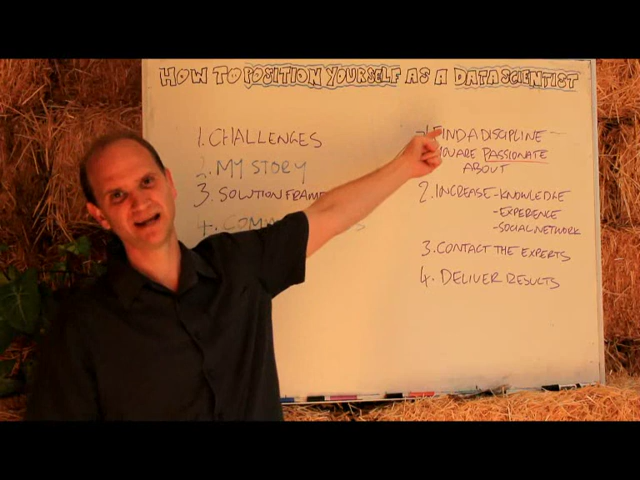 HOW TO POSITION YOURSELF AS A DATA SCIENTIST
1. CHALLENGES
2. MY STORY
3. SOLUTION
4.
1. FIND A DISCIPLINE
YOU ARE PASSIONATE
ABOUT
2. INCREASE - KNOWLEDGE
- EXPERIENCE
- SOCIAL NETWORK
3. CONTACT THE EXPERTS
4. DELIVER RESULTS